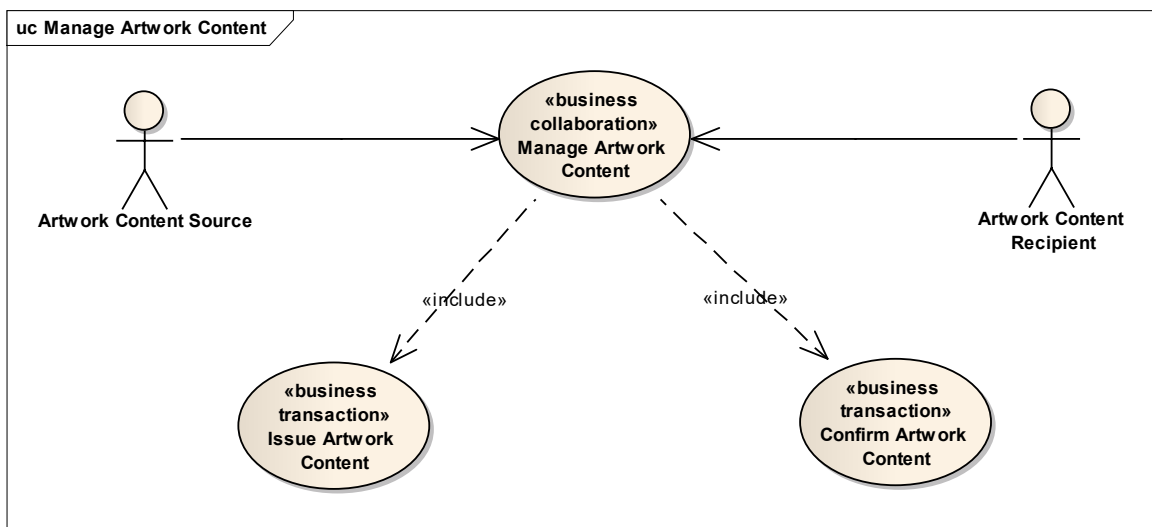 uc Manage Artwork Content
«business
collaboration»
Manage Artwork
Content
Artwork Content Source
Artwork Content
Recipient
«include»
«include»
«business
transaction»
Issue Artwork
Content
«business
transaction»
Confirm Artwork
Content